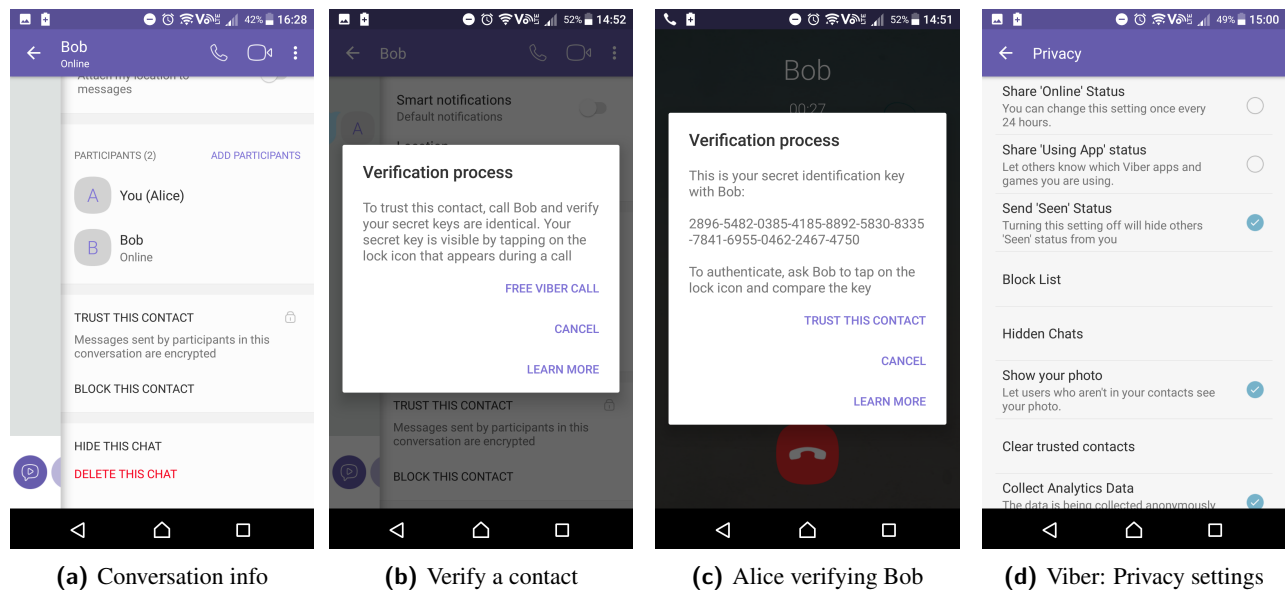 42% 16:28
Bob
Online
Attach my location to
messages
PARTICIPANTS (2) ADD PARTICIPANTS
A You (Alice)
B Bob
Online
TRUST THIS CONTACT
Messages sent by participants in this
conversation are encrypted
BLOCK THIS CONTACT
HIDE THIS CHAT
DELETE THIS CHAT
(a) Conversation info
52% 14:52
Bob
Smart notifications
Default notifications
A
Location
Verification process
To trust this contact, call Bob and verify
your secret keys are identical. Your
secret key is visible by tapping on the
lock icon that appears during a call
FREE VIBER CALL
CANCEL
LEARN MORE
TRUST THIS CONTACT
Messages sent by participants in this
conversation are encrypted
BLOCK THIS CONTACT
(b) Verify a contact
52% 14:51
Bob
00:27
Verification process
This is your secret identification key
with Bob:
2896-5482-0385-4185-8892-5830-8335
-7841-6955-0462-2467-4750
To authenticate, ask Bob to tap on the
lock icon and compare the key
TRUST THIS CONTACT
CANCEL
LEARN MORE
(c) Alice verifying Bob
49% 15:00
Privacy
Share 'Online' Status
You can change this setting once every
24 hours.
Share 'Using App' status
Let others know which Viber apps and
games you are using.
Send 'Seen' Status
Turning this setting off will hide others
'Seen' status from you
Block List
Hidden Chats
Show your photo
Let users who aren't in your contacts see
your photo.
Clear trusted contacts
Collect Analytics Data
The data is being collected anonymously
(d) Viber: Privacy settings